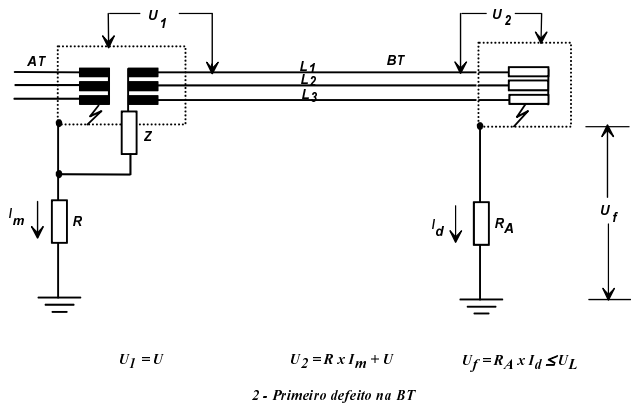 U1
U2
AT
L1
BT
L2
L3
Z
Im
R
Id
RA
Uf
U1 = U
U2 = R x Im + U
Uf = RA x Id ≤ UL
2 - Primeiro defeito na BT